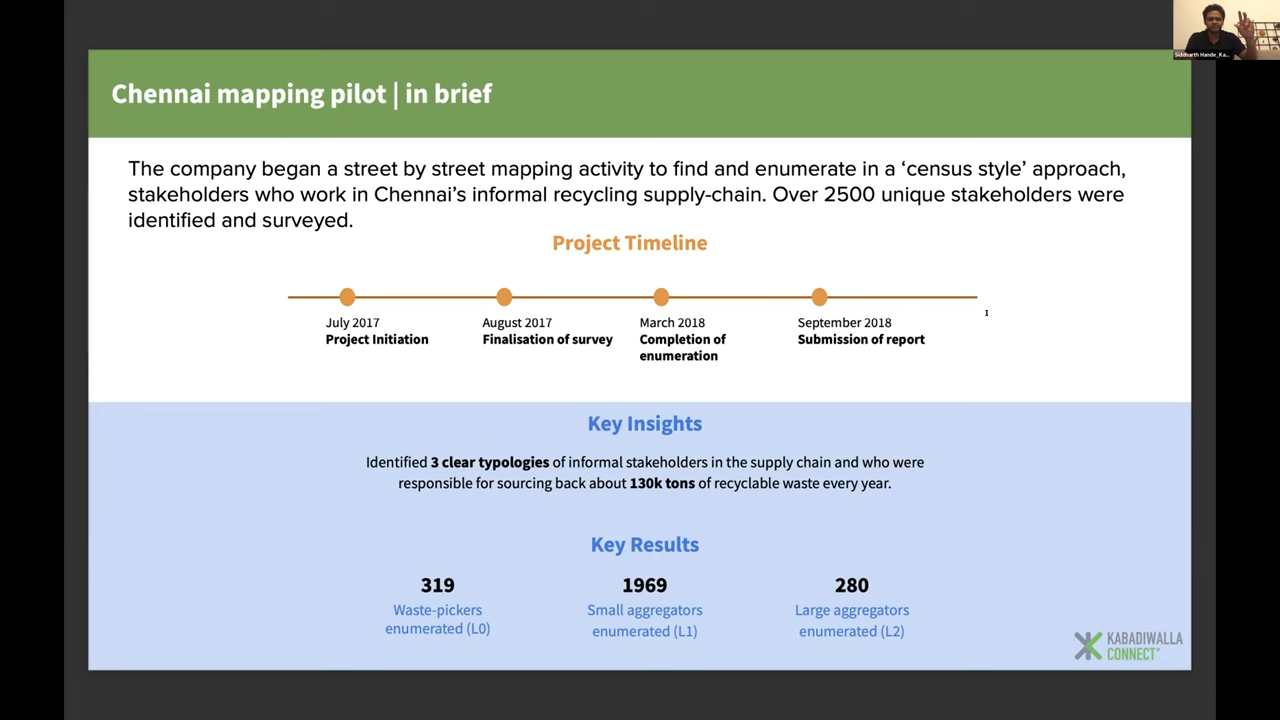 Siddharth Hande_Ka...
Chennai mapping pilot | in brief
The company began a street by street mapping activity to find and enumerate in a ‘census style’ approach,
stakeholders who work in Chennai’s informal recycling supply-chain. Over 2500 unique stakeholders were
identified and surveyed.
Project Timeline
July 2017
Project Initiation
August 2017
Finalisation of survey
March 2018
Completion of
enumeration
September 2018
Submission of report
Key Insights
Identified 3 clear typologies of informal stakeholders in the supply chain and who were
responsible for sourcing back about 130k tons of recyclable waste every year.
Key Results
319
Waste-pickers
enumerated (L0)
1969
Small aggregators
enumerated (L1)
280
Large aggregators
enumerated (L2)
KABADIWALLA
CONNECT